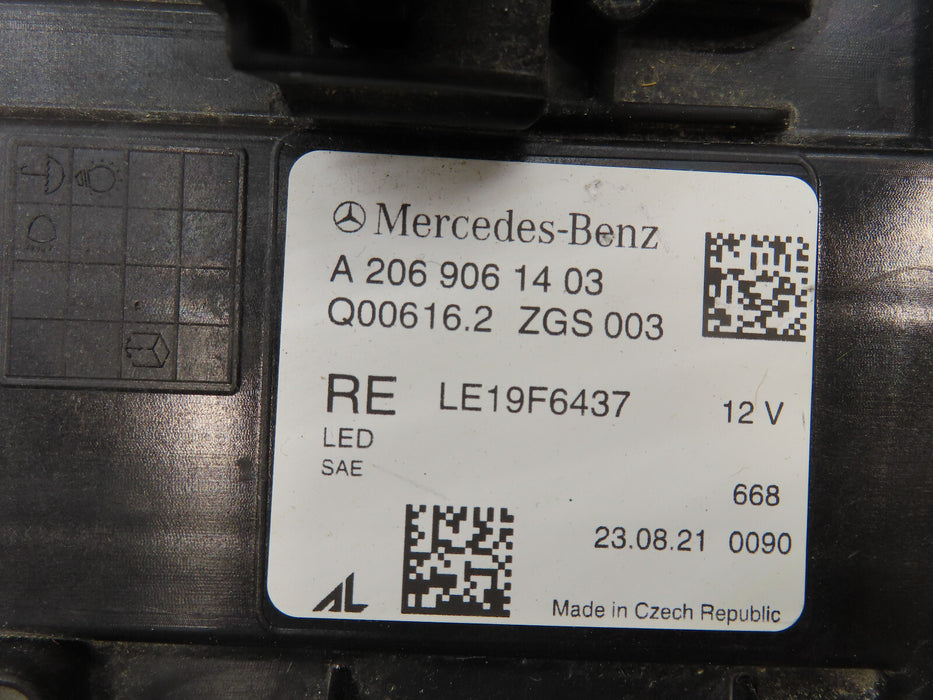 Mercedes-Benz
A 206 906 14 03
Q00616.2 ZGS 003
RE LE19F6437 12 V
LED
SAE
668
23.08.21 0090
AL
Made in Czech Republic